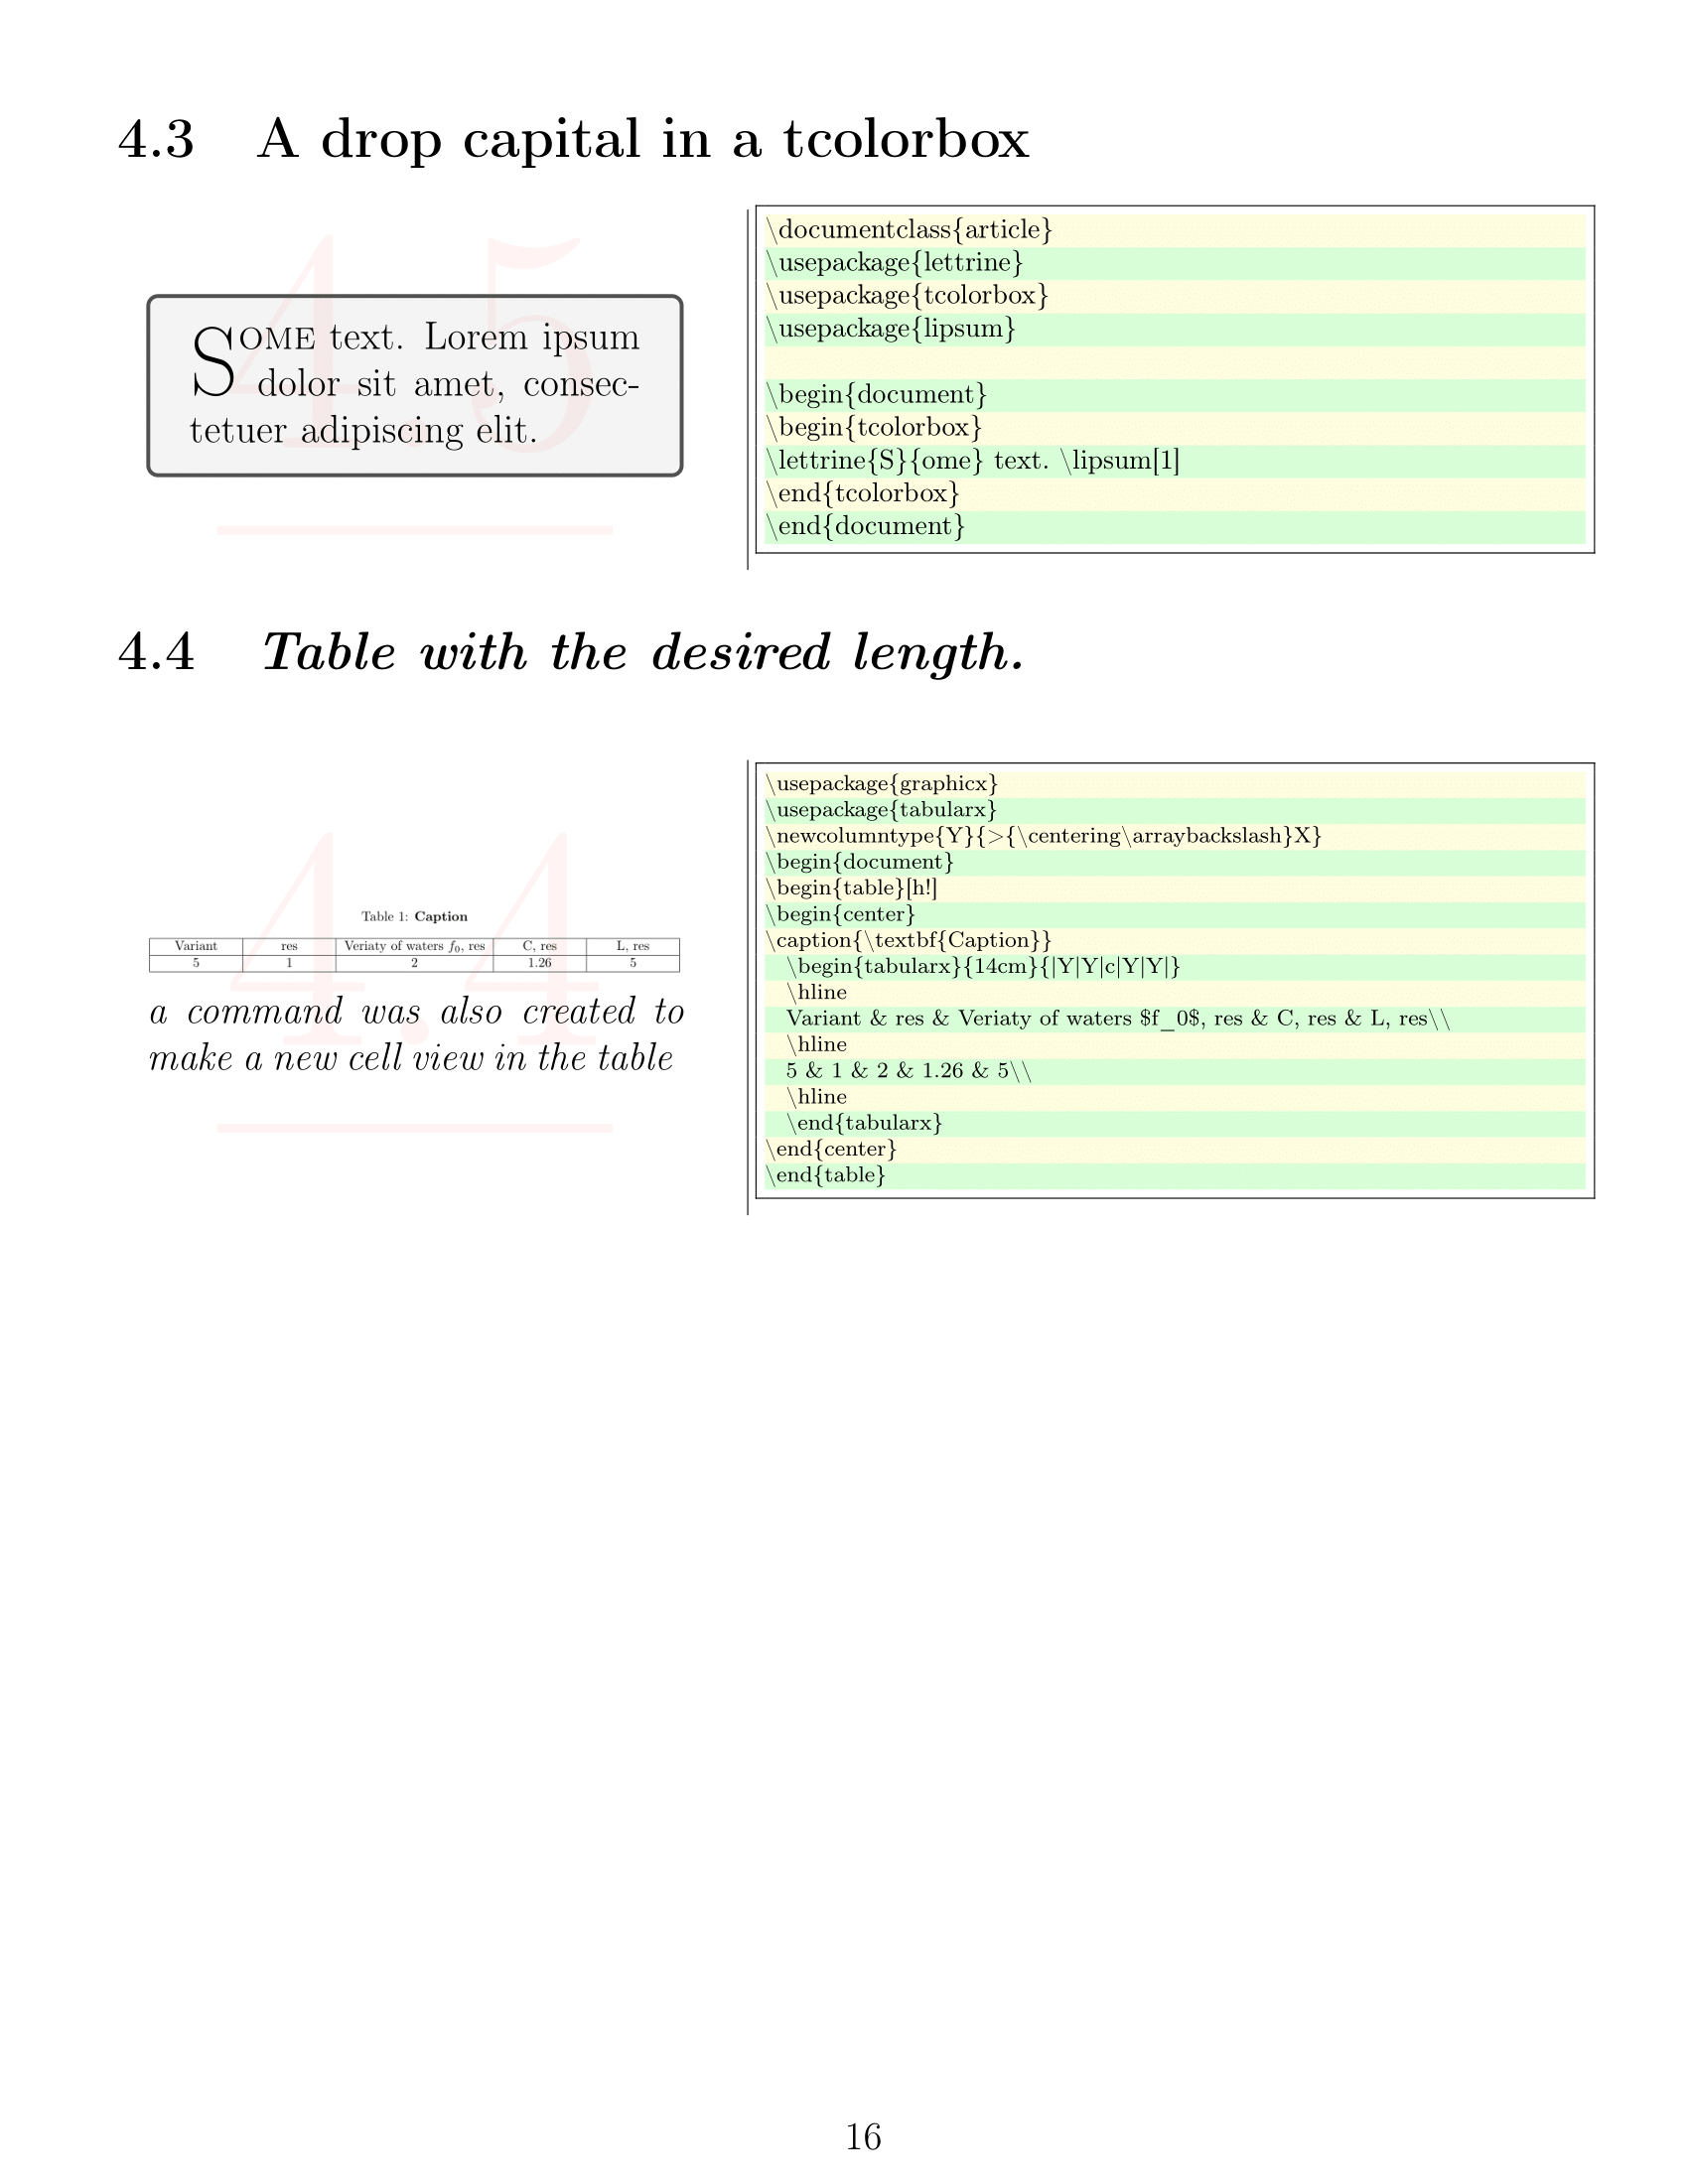 4.3 A drop capital in a tcolorbox
4.5
SOME text. Lorem ipsum
dolor sit amet, consec-
tetuer adipiscing elit.
\documentclass{article}
\usepackage{lettrine}
\usepackage{tcolorbox}
\usepackage{lipsum}
\begin{document}
\begin{tcolorbox}
\lettrine{S}{ome} text. \lipsum[1]
\end{tcolorbox}
\end{document}
4.4 Table with the desired length.
4.4
Table 1: Caption
Variant res Veriaty of waters f₀, res C, res L, res
5 1 2 1.26 5
a command was also created to
make a new cell view in the table
\usepackage{graphicx}
\usepackage{tabularx}
\newcolumntype{Y}{>{\centering\arraybackslash}X}
\begin{document}
\begin{table}[h!]
\begin{center}
\caption{\textbf{Caption}}
\begin{tabularx}{14cm}{|Y|Y|c|Y|Y|}
\hline
Variant & res & Veriaty of waters $f_0$, res & C, res & L, res\\
\hline
5 & 1 & 2 & 1.26 & 5\\
\hline
\end{tabularx}
\end{center}
\end{table}
16